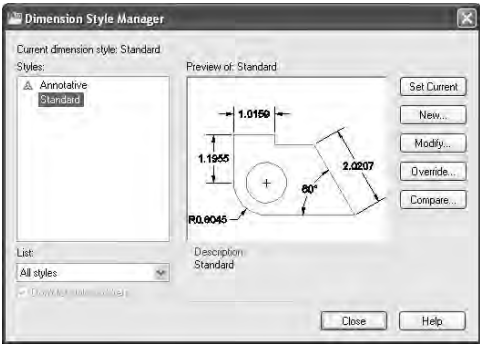 Dimension Style Manager
Current dimension style: Standard
Styles:
Annotative
Standard
Preview of: Standard
1.0159
1.1955
2.0207
60°
R0.8045
Set Current
New...
Modify...
Override...
Compare...
List:
All styles
Description
Standard
Close
Help